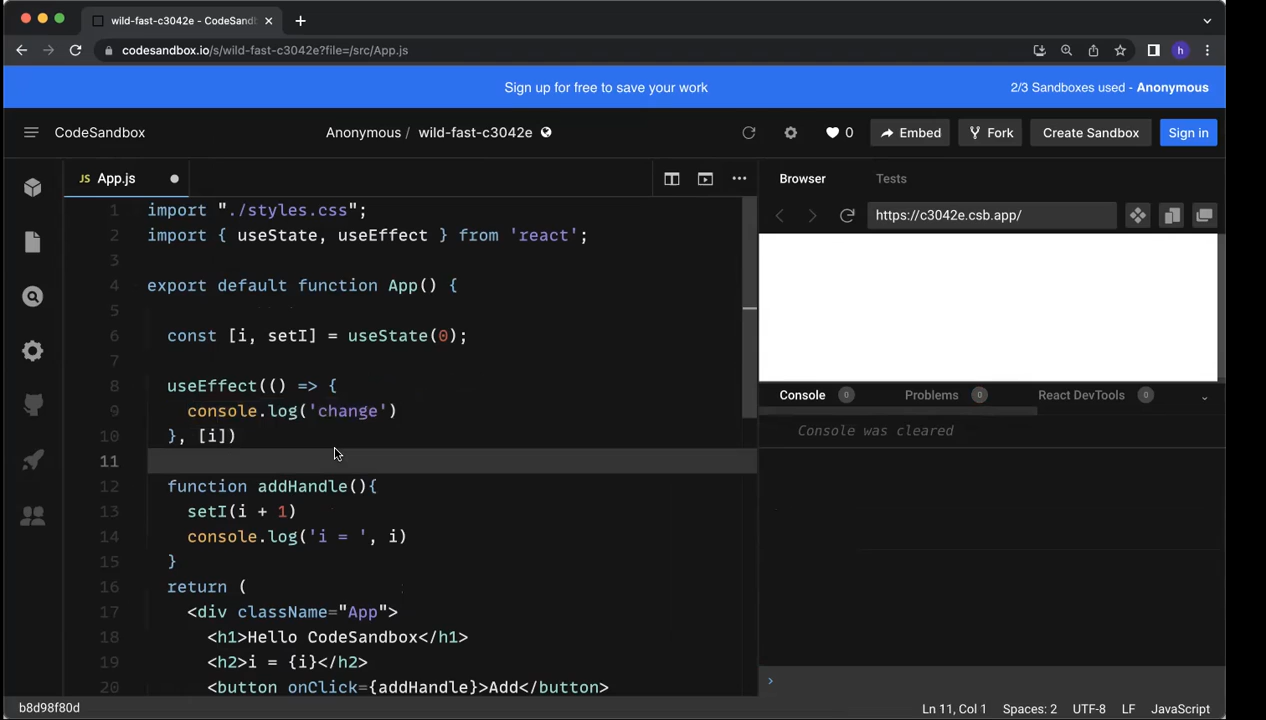 wild-fast-c3042e - CodeSandb
codesandbox.io/s/wild-fast-c3042e?file=/src/App.js
h
Sign up for free to save your work
2/3 Sandboxes used - Anonymous
CodeSandbox
Anonymous / wild-fast-c3042e
0
Embed
Fork
Create Sandbox
Sign in
JS App.js
Browser
Tests
https://c3042e.csb.app/
1 import "./styles.css";
2 import { useState, useEffect } from 'react';
3
4 export default function App() {
5
6 const [i, setI] = useState(0);
7
8 useEffect(() => {
9 console.log('change')
10 }, [i])
11
12 function addHandle(){
13 setI(i + 1)
14 console.log('i = ', i)
15 }
16 return (
17 <div className="App">
18 <h1>Hello CodeSandbox</h1>
19 <h2>i = {i}</h2>
20 <button onClick={addHandle}>Add</button>
Console 0
Problems 0
React DevTools 0
Console was cleared
b8d98f80d
Ln 11, Col 1
Spaces: 2
UTF-8
LF
JavaScript